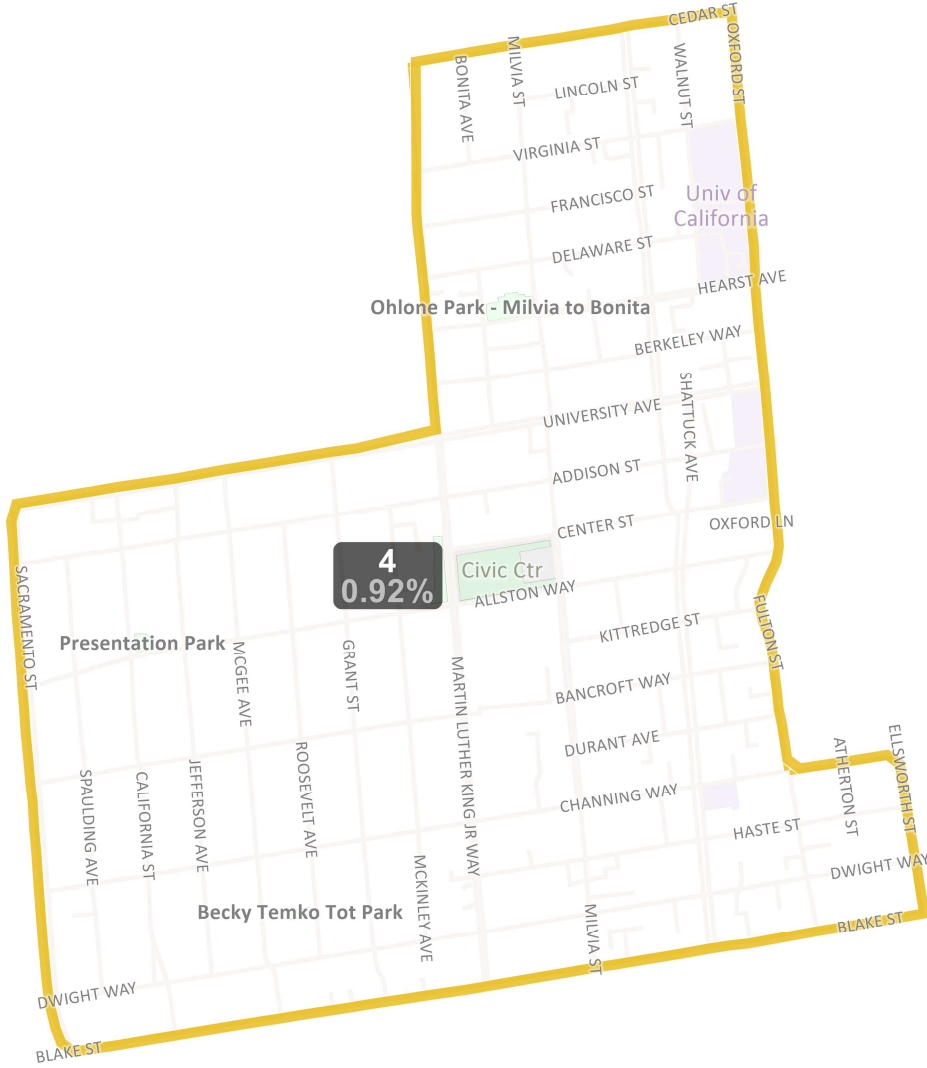 CEDAR ST
OXFORD ST
MILVIA ST
BONITA AVE
WALNUT ST
LINCOLN ST
VIRGINIA ST
Univ of
California
FRANCISCO ST
DELAWARE ST
HEARST AVE
Ohlone Park - Milvia to Bonita
BERKELEY WAY
SHATTUCK AVE
UNIVERSITY AVE
ADDISON ST
CENTER ST
OXFORD LN
4
0.92%
Civic Ctr
ALLSTON WAY
SACRAMENTO ST
KITTREDGE ST
FULTON ST
Presentation Park
MCGEE AVE
GRANT ST
MARTIN LUTHER KING JR WAY
BANCROFT WAY
DURANT AVE
ATHERTON ST
ELLSWORTH ST
SPAULDING AVE
CALIFORNIA ST
JEFFERSON AVE
ROOSEVELT AVE
CHANNING WAY
HASTE ST
MCKINLEY AVE
DWIGHT WAY
Becky Temko Tot Park
MILVIA ST
BLAKE ST
DWIGHT WAY
BLAKE ST